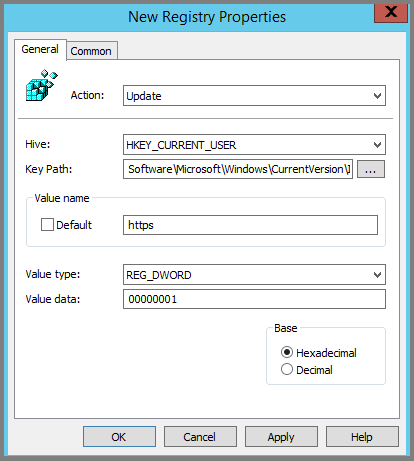 New Registry Properties
X
General Common
Action: Update
Hive: HKEY_CURRENT_USER
Key Path: Software\Microsoft\Windows\CurrentVersion\I ...
Value name
Default https
Value type: REG_DWORD
Value data: 00000001
Base
Hexadecimal
Decimal
OK Cancel Apply Help